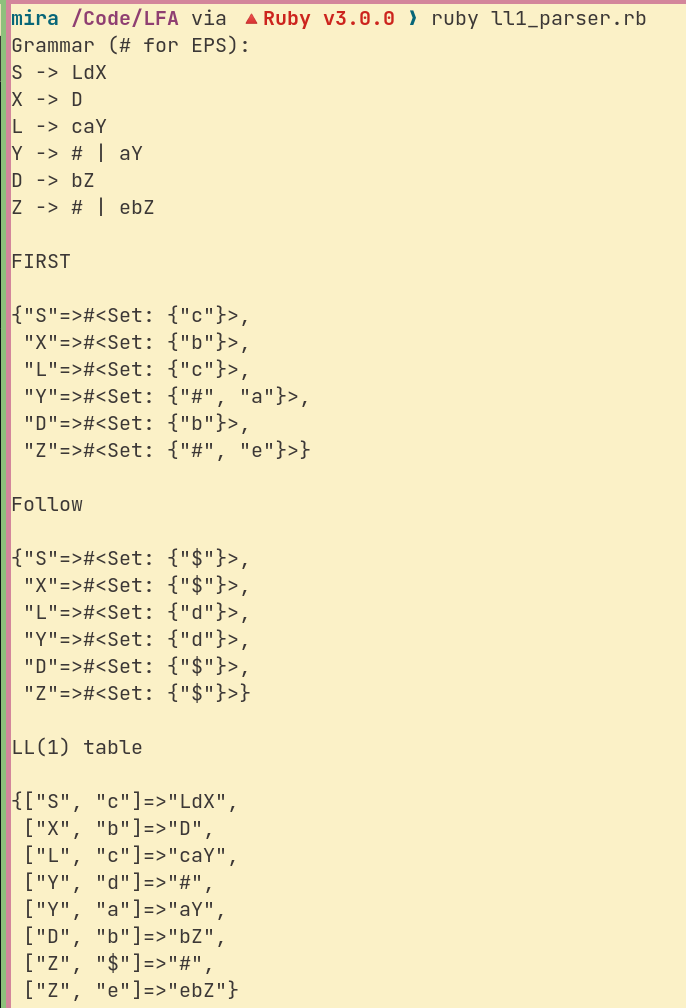 mira /Code/LFA via ▲Ruby v3.0.0 ❯ ruby ll1_parser.rb
Grammar (# for EPS):
S -> LdX
X -> D
L -> caY
Y -> # | aY
D -> bZ
Z -> # | ebZ

FIRST

{"S"=>#<Set: {"c"}>,
 "X"=>#<Set: {"b"}>,
 "L"=>#<Set: {"c"}>,
 "Y"=>#<Set: {"#", "a"}>,
 "D"=>#<Set: {"b"}>,
 "Z"=>#<Set: {"#", "e"}>}

Follow

{"S"=>#<Set: {"$"}>,
 "X"=>#<Set: {"$"}>,
 "L"=>#<Set: {"d"}>,
 "Y"=>#<Set: {"d"}>,
 "D"=>#<Set: {"$"}>,
 "Z"=>#<Set: {"$"}>}

LL(1) table

{["S", "c"]=>"LdX",
 ["X", "b"]=>"D",
 ["L", "c"]=>"caY",
 ["Y", "d"]=>"#",
 ["Y", "a"]=>"aY",
 ["D", "b"]=>"bZ",
 ["Z", "$"]=>"#",
 ["Z", "e"]=>"ebZ"}